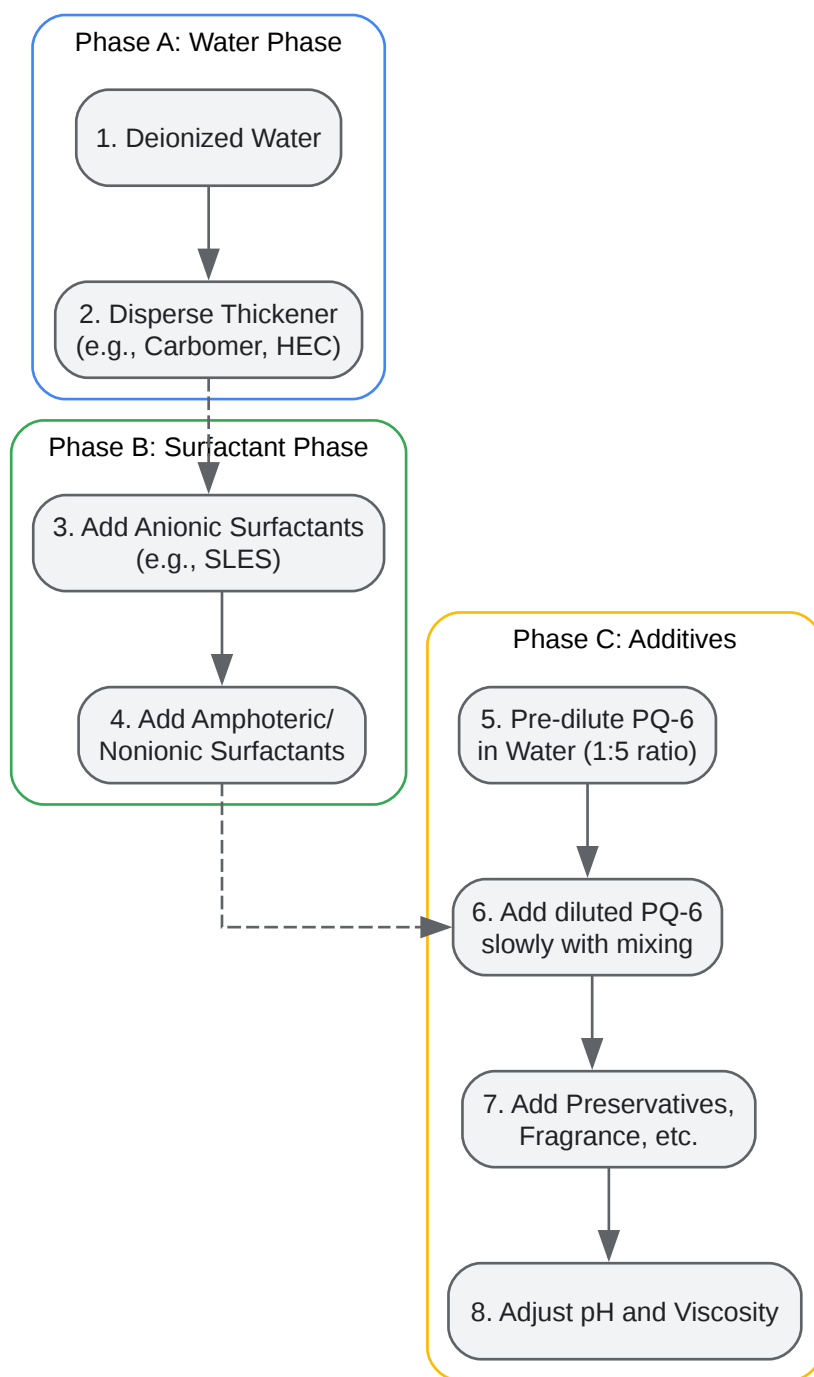 Phase A: Water Phase
1. Deionized Water
2. Disperse Thickener
(e.g., Carbomer, HEC)
Phase B: Surfactant Phase
3. Add Anionic Surfactants
(e.g., SLES)
4. Add Amphoteric/
Nonionic Surfactants
Phase C: Additives
5. Pre-dilute PQ-6
in Water (1:5 ratio)
6. Add diluted PQ-6
slowly with mixing
7. Add Preservatives,
Fragrance, etc.
8. Adjust pH and Viscosity